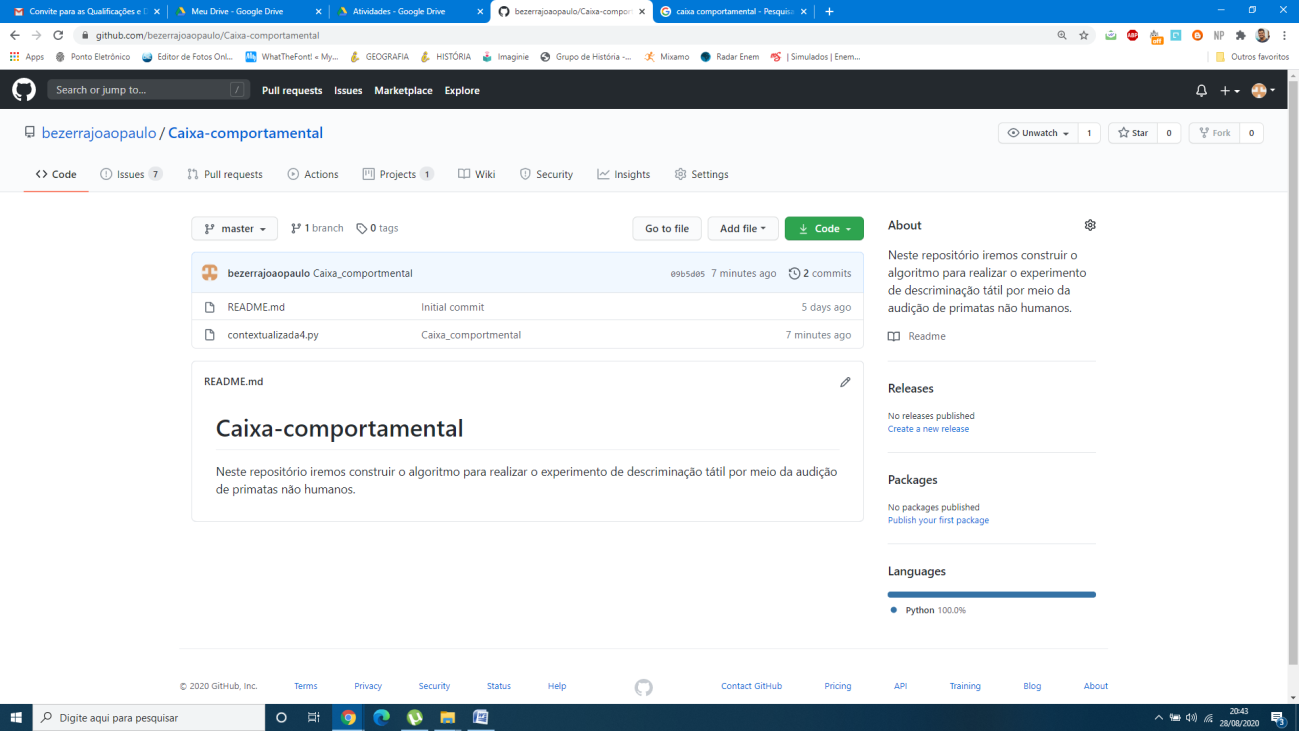 Convite para as Qualificações e D
Meu Drive - Google Drive
Atividades - Google Drive
bezerrajoaopaulo/Caixa-comport
caixa comportamental - Pesquisa
github.com/bezerrajoaopaulo/Caixa-comportamental
ABP
off
NP
Apps
Ponto Eletrônico
Editor de Fotos Onl...
WhatTheFont! « My...
GEOGRAFIA
HISTÓRIA
Imaginie
Grupo de História -...
Mixamo
Radar Enem
| Simulados | Enem...
Outros favoritos
Search or jump to...
/
Pull requests
Issues
Marketplace
Explore
bezerrajoaopaulo / Caixa-comportamental
Unwatch 1
Star 0
Fork 0
Code
Issues 7
Pull requests
Actions
Projects 1
Wiki
Security
Insights
Settings
master
1 branch
0 tags
Go to file
Add file
Code
bezerrajoaopaulo Caixa_comportmental
09b5d05 7 minutes ago
2 commits
README.md
Initial commit
5 days ago
contextualizada4.py
Caixa_comportmental
7 minutes ago
README.md
Caixa-comportamental
Neste repositório iremos construir o algoritmo para realizar o experimento de descriminação tátil por meio da audição
de primatas não humanos.
About
Neste repositório iremos construir o
algoritmo para realizar o experimento
de descriminação tátil por meio da
audição de primatas não humanos.
Readme
Releases
No releases published
Create a new release
Packages
No packages published
Publish your first package
Languages
Python 100.0%
© 2020 GitHub, Inc.
Terms
Privacy
Security
Status
Help
Contact GitHub
Pricing
API
Training
Blog
About
Digite aqui para pesquisar
20:43
28/08/2020
3